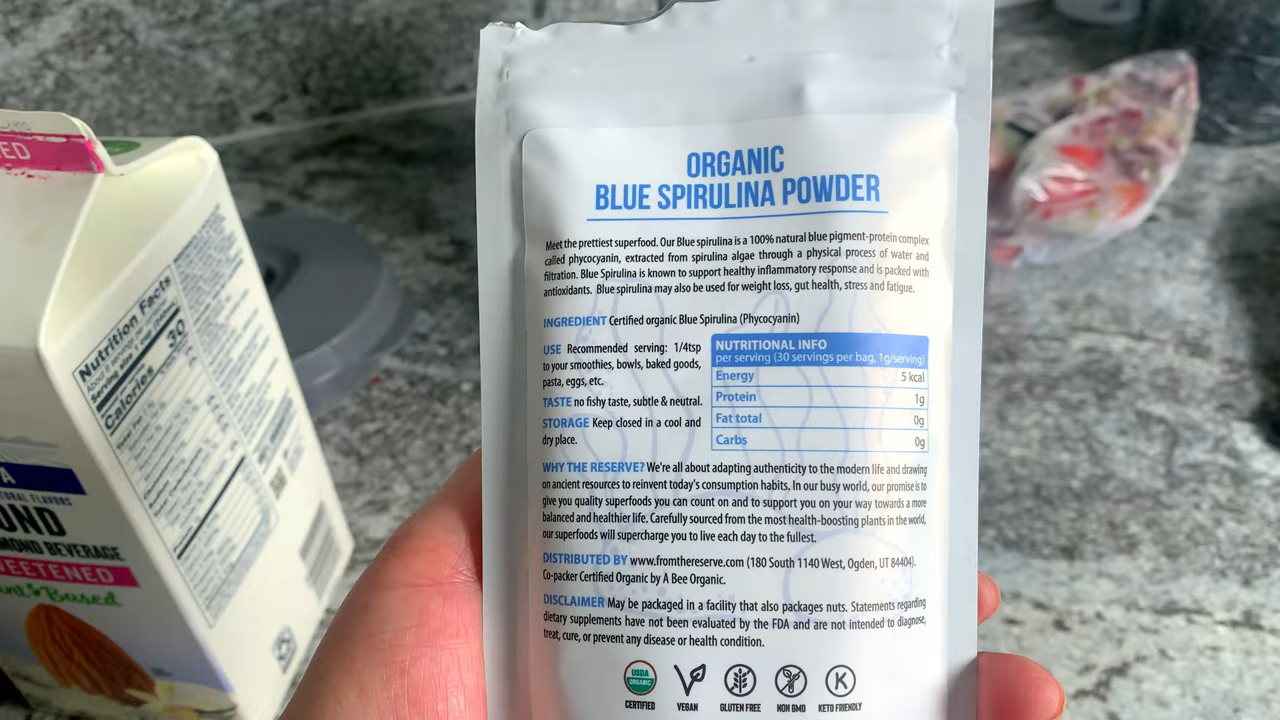 ED
Nutrition Facts
Calories
30
A
OND
MOND BEVERAGE
EETENED
Based
ORGANIC
BLUE SPIRULINA POWDER
Meet the prettiest superfood. Our Blue spirulina is a 100% natural blue pigment-protein complex
called phycocyanin, extracted from spirulina algae through a physical process of water and
filtration. Blue Spirulina is known to support healthy inflammatory response and is packed with
antioxidants. Blue spirulina may also be used for weight loss, gut health, stress and fatigue.
INGREDIENT Certified organic Blue Spirulina (Phycocyanin)
USE Recommended serving: 1/4tsp
to your smoothies, bowls, baked goods,
pasta, eggs, etc.
TASTE no fishy taste, subtle & neutral.
STORAGE Keep closed in a cool and
dry place.
NUTRITIONAL INFO
per serving (30 servings per bag, 1g/serving)
Energy 5 kcal
Protein 1g
Fat total 0g
Carbs 0g
WHY THE RESERVE? We're all about adapting authenticity to the modern life and drawing
on ancient resources to reinvent today's consumption habits. In our busy world, our promise is to
give you quality superfoods you can count on and to support you on your way towards a more
balanced and healthier life. Carefully sourced from the most health-boosting plants in the world,
our superfoods will supercharge you to live each day to the fullest.
DISTRIBUTED BY www.fromthereserve.com (180 South 1140 West, Ogden, UT 84404).
Co-packer Certified Organic by A Bee Organic.
DISCLAIMER May be packaged in a facility that also packages nuts. Statements regarding
dietary supplements have not been evaluated by the FDA and are not intended to diagnose,
treat, cure, or prevent any disease or health condition.
USDA
ORGANIC
K
CERTIFIED VEGAN GLUTEN FREE NON GMO KETO FRIENDLY